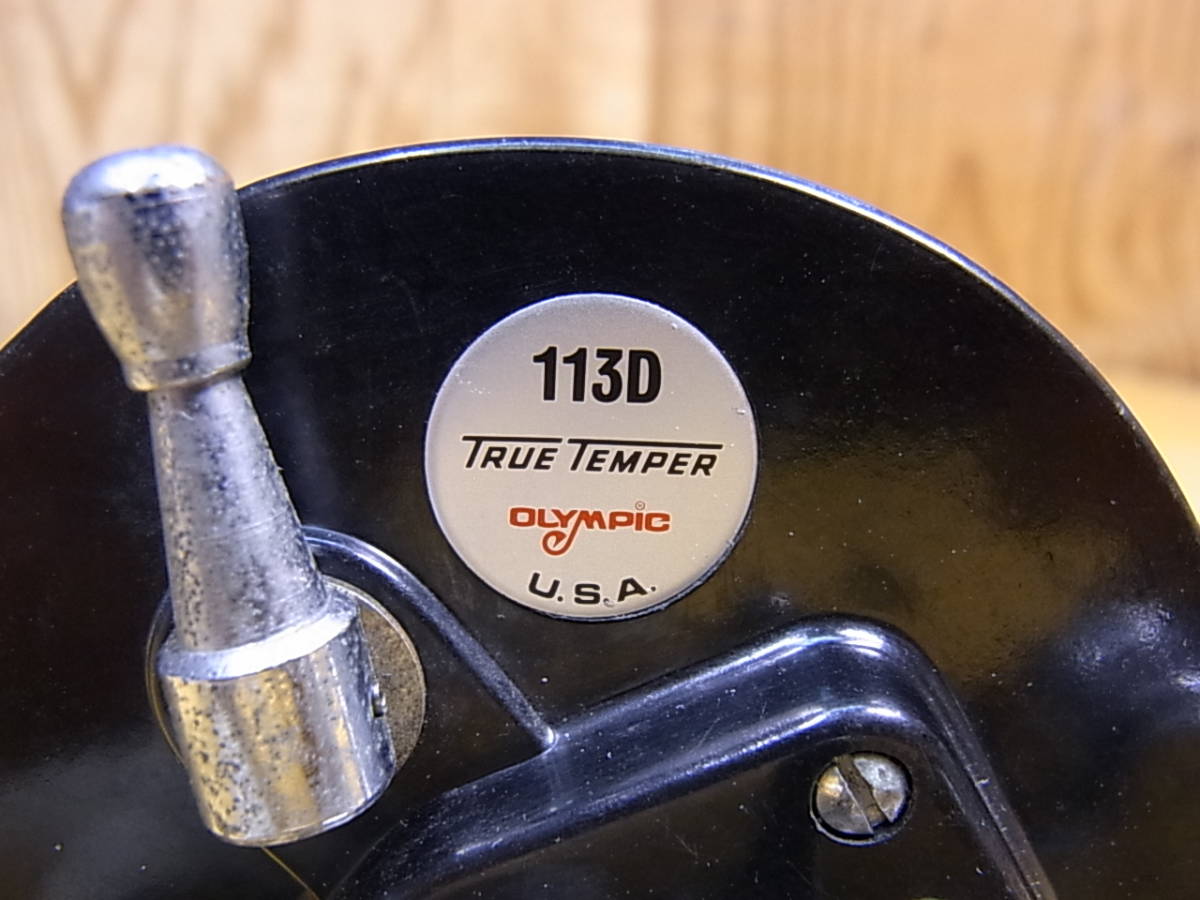 113D
TRUE TEMPER
OLYMPIC®
U.S.A.